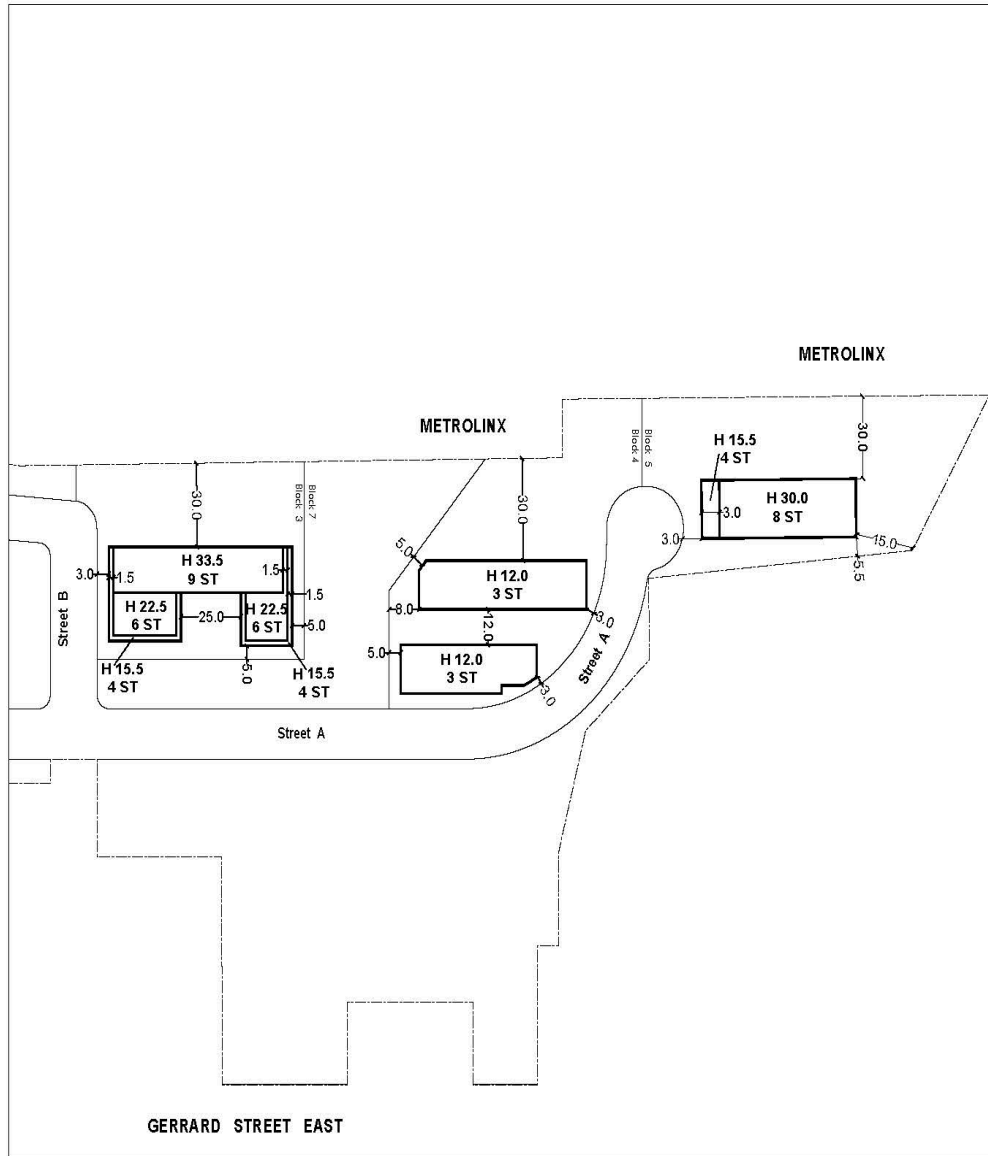 METROLINX
METROLINX
Block 4
Block 5
30.0
H 15.5
4 ST
H 30.0
8 ST
3.0
3.0
15.0
5.5
30.0
Block 3
Block 7
30.0
H 33.5
9 ST
3.0
1.5
1.5
1.5
H 22.5
6 ST
25.0
H 22.5
6 ST
5.0
H 15.5
4 ST
5.0
H 15.5
4 ST
Street B
5.0
H 12.0
3 ST
8.0
12.0
3.0
5.0
H 12.0
3 ST
3.0
Street A
Street A
GERRARD STREET EAST